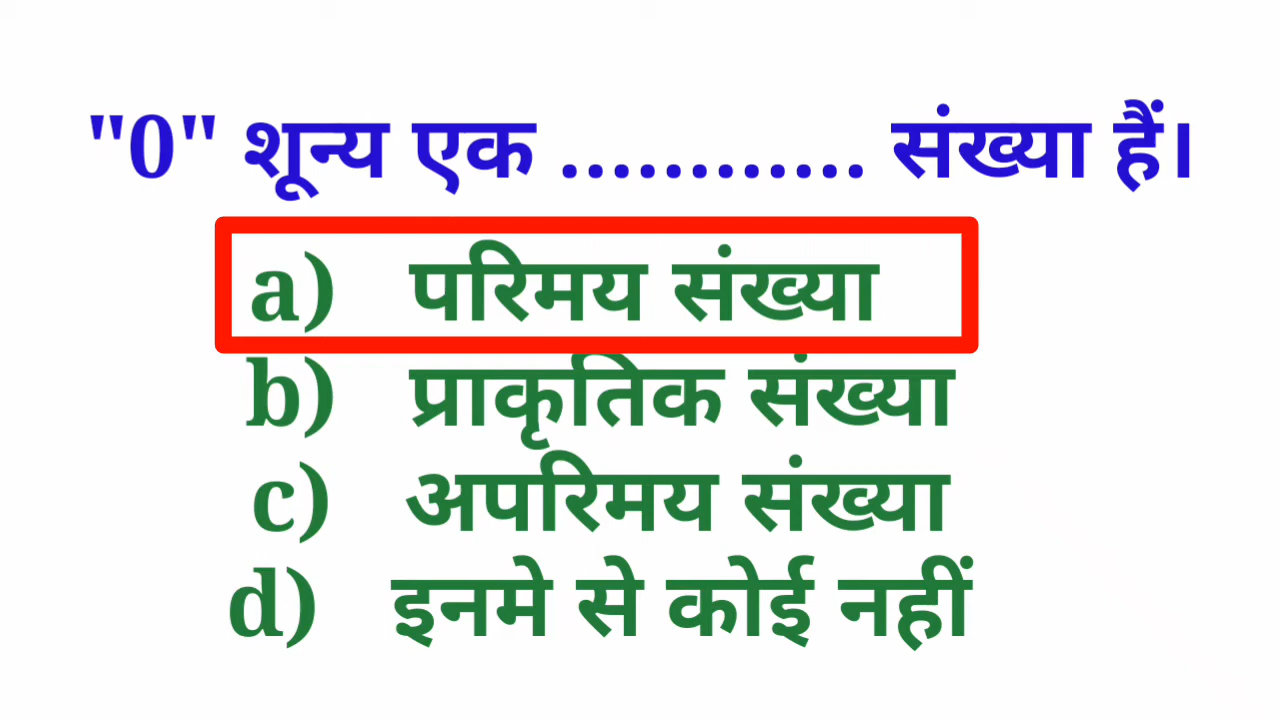 "0" शून्य एक ............ संख्या हैं।
a) परिमय संख्या
b) प्राकृतिक संख्या
c) अपरिमय संख्या
d) इनमे से कोई नहीं